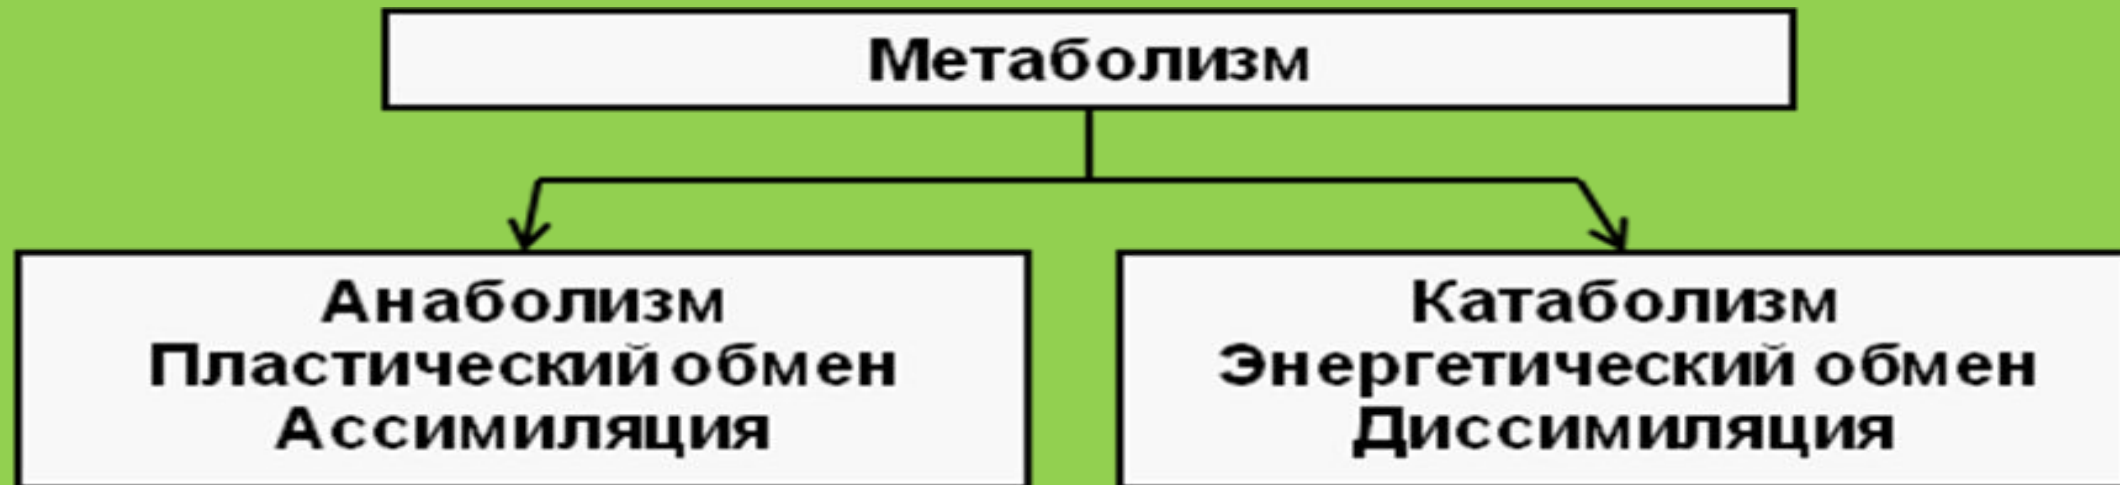 Метаболизм
Анаболизм
Пластический обмен
Ассимиляция
Катаболизм
Энергетический обмен
Диссимиляция